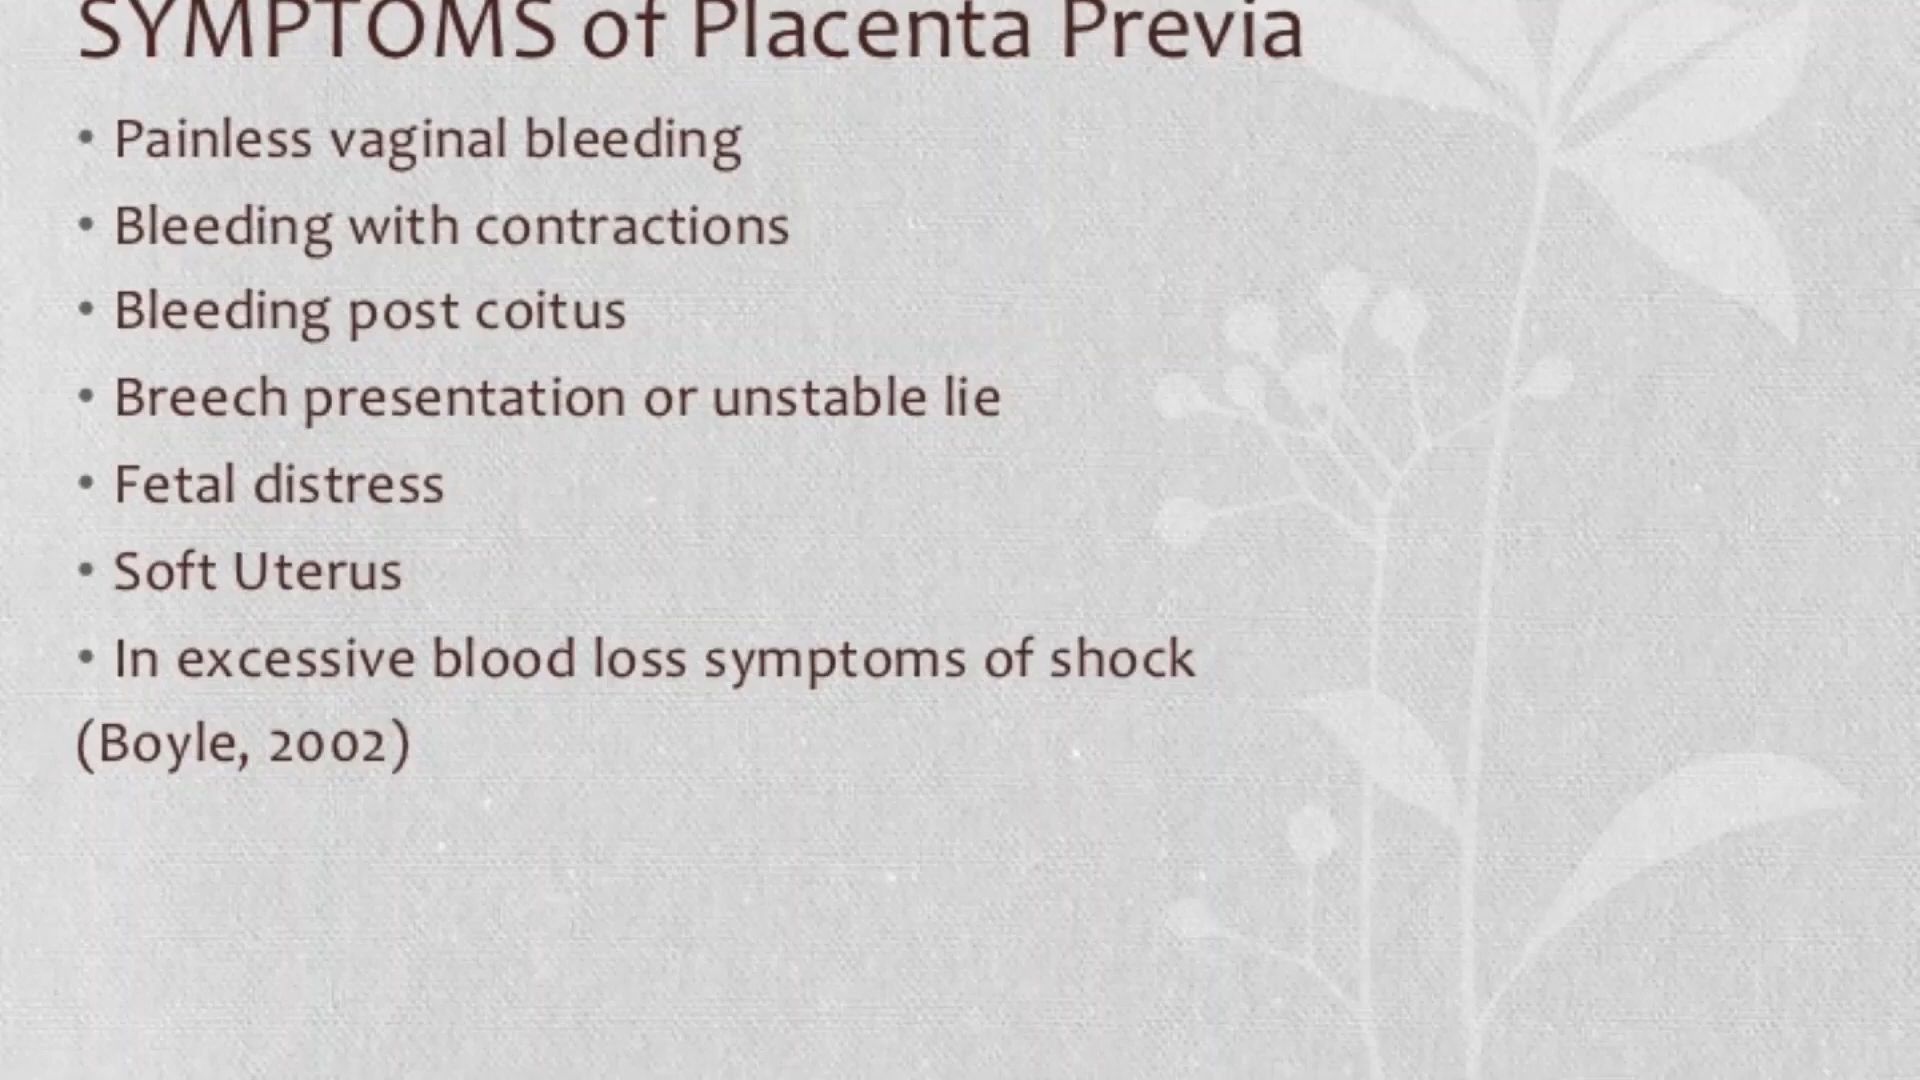 SYMPTOMS of Placenta Previa
• Painless vaginal bleeding
• Bleeding with contractions
• Bleeding post coitus
• Breech presentation or unstable lie
• Fetal distress
• Soft Uterus
• In excessive blood loss symptoms of shock
(Boyle, 2002)